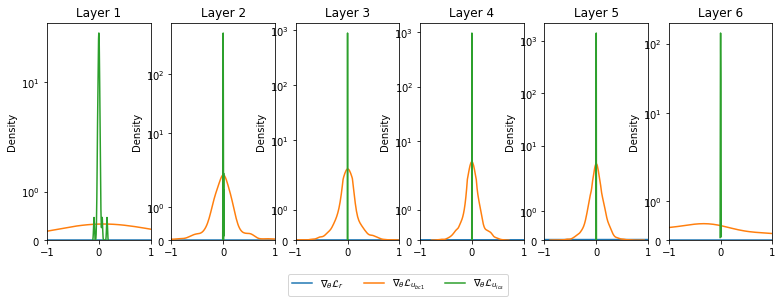 Layer 1 Layer 2 Layer 3 Layer 4 Layer 5 Layer 6
Density Density Density Density Density Density
10¹ 10⁰ 0
10² 10¹ 10⁰ 0
10³ 10² 10¹ 10⁰ 0
10³ 10² 10¹ 10⁰ 0
10³ 10² 10¹ 10⁰ 0
10² 10¹ 10⁰ 0
−1 0 1 −1 0 1 −1 0 1 −1 0 1 −1 0 1 −1 0 1
∇θℒr ∇θℒu_bc1 ∇θℒu_ics